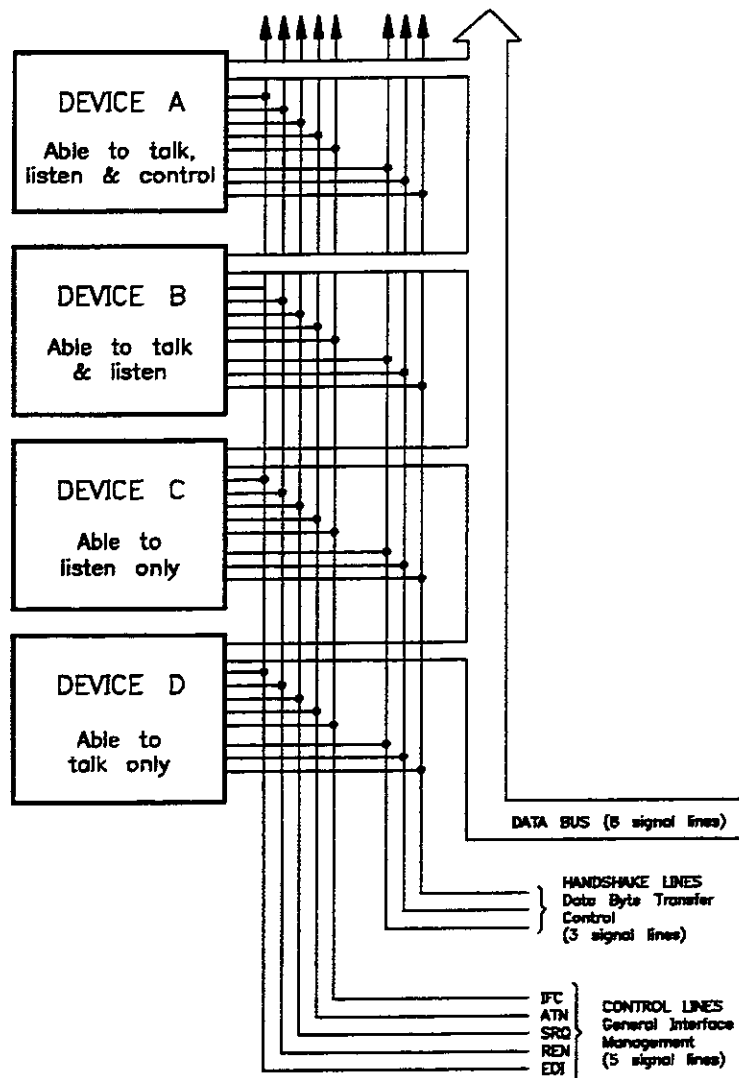 DEVICE A
Able to talk,
listen & control
DEVICE B
Able to talk
& listen
DEVICE C
Able to
listen only
DEVICE D
Able to
talk only
DATA BUS (8 signal lines)
HANDSHAKE LINES
Data Byte Transfer
Control
(3 signal lines)
IFC
ATN
SRQ
REN
EOI
CONTROL LINES
General Interface
Management
(5 signal lines)